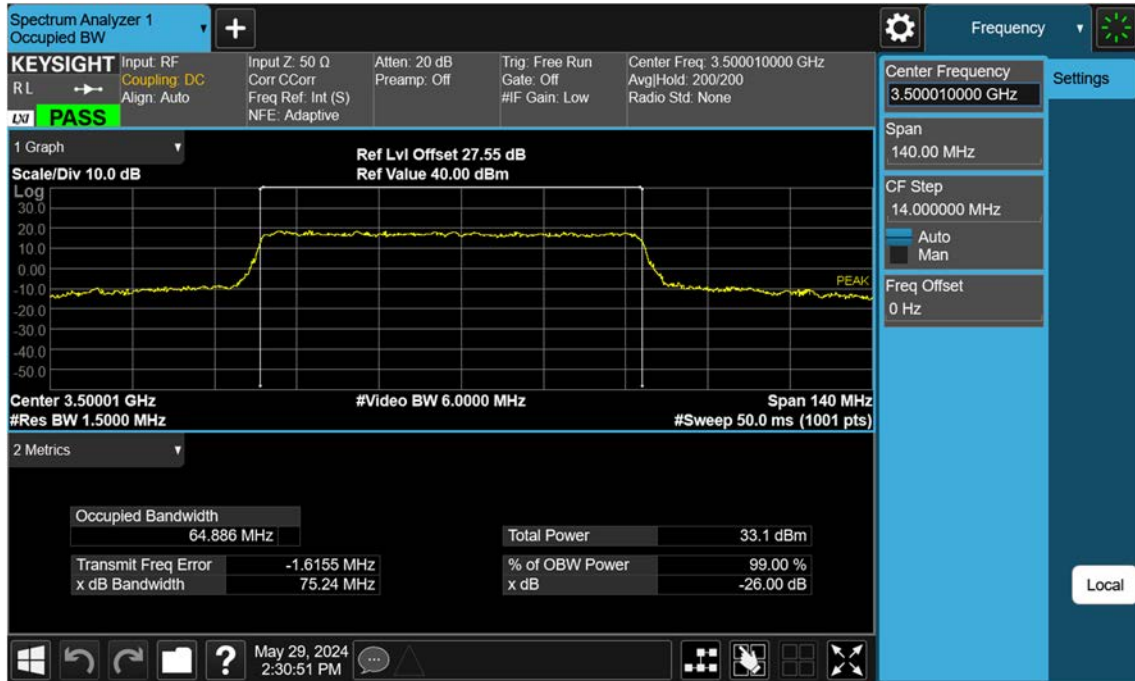 Spectrum Analyzer 1
Occupied BW
Frequency
KEYSIGHT
R L
LXI PASS
Input: RF
Coupling: DC
Align: Auto
Input Z: 50 Ω
Corr CCorr
Freq Ref: Int (S)
NFE: Adaptive
Atten: 20 dB
Preamp: Off
Trig: Free Run
Gate: Off
#IF Gain: Low
Center Freq: 3.500010000 GHz
Avg|Hold: 200/200
Radio Std: None
Center Frequency
3.500010000 GHz
Settings
Span
140.00 MHz
CF Step
14.000000 MHz
Auto
Man
Freq Offset
0 Hz
Local
1 Graph
Scale/Div 10.0 dB
Ref Lvl Offset 27.55 dB
Ref Value 40.00 dBm
Log
30.0
20.0
10.0
0.00
-10.0
-20.0
-30.0
-40.0
-50.0
PEAK
Center 3.50001 GHz
#Video BW 6.0000 MHz
Span 140 MHz
#Res BW 1.5000 MHz
#Sweep 50.0 ms (1001 pts)
2 Metrics
Occupied Bandwidth
64.886 MHz
Total Power 33.1 dBm
Transmit Freq Error -1.6155 MHz
% of OBW Power 99.00 %
x dB Bandwidth 75.24 MHz
x dB -26.00 dB
?
May 29, 2024
2:30:51 PM